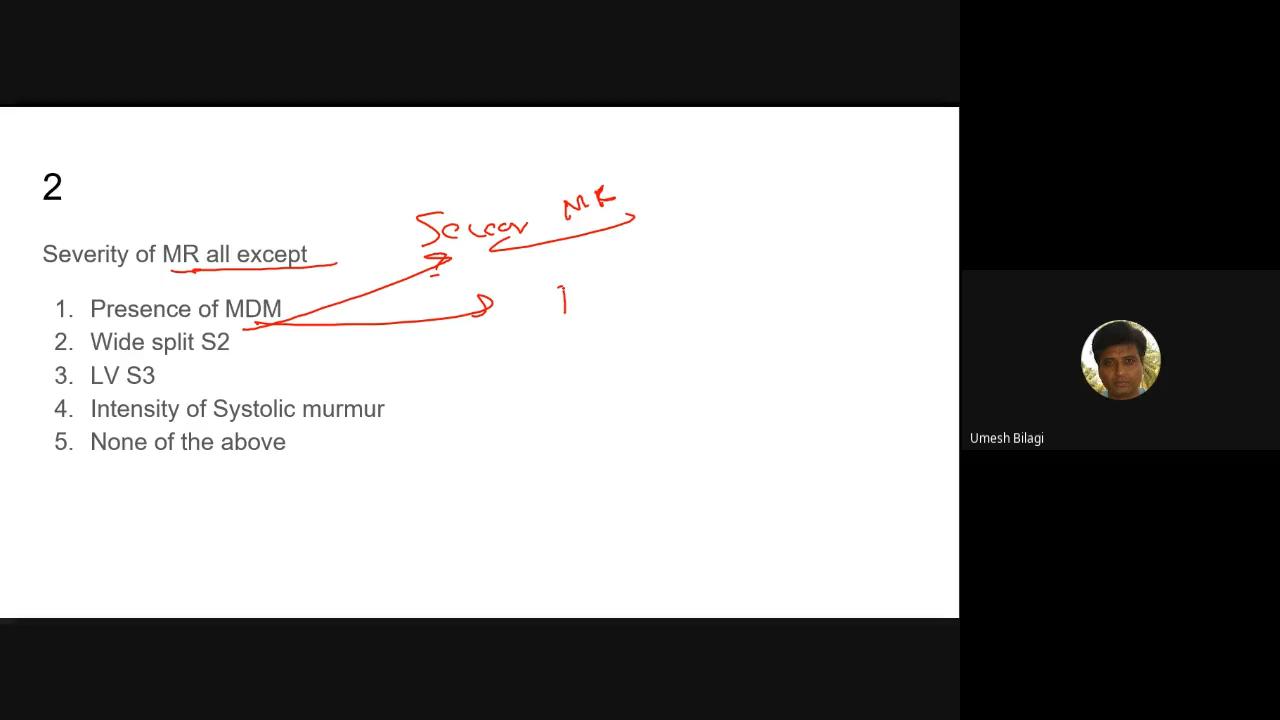 2
MR
Severity of MR all except
1. Presence of MDM
2. Wide split S2
3. LV S3
4. Intensity of Systolic murmur
5. None of the above
Umesh Bilagi